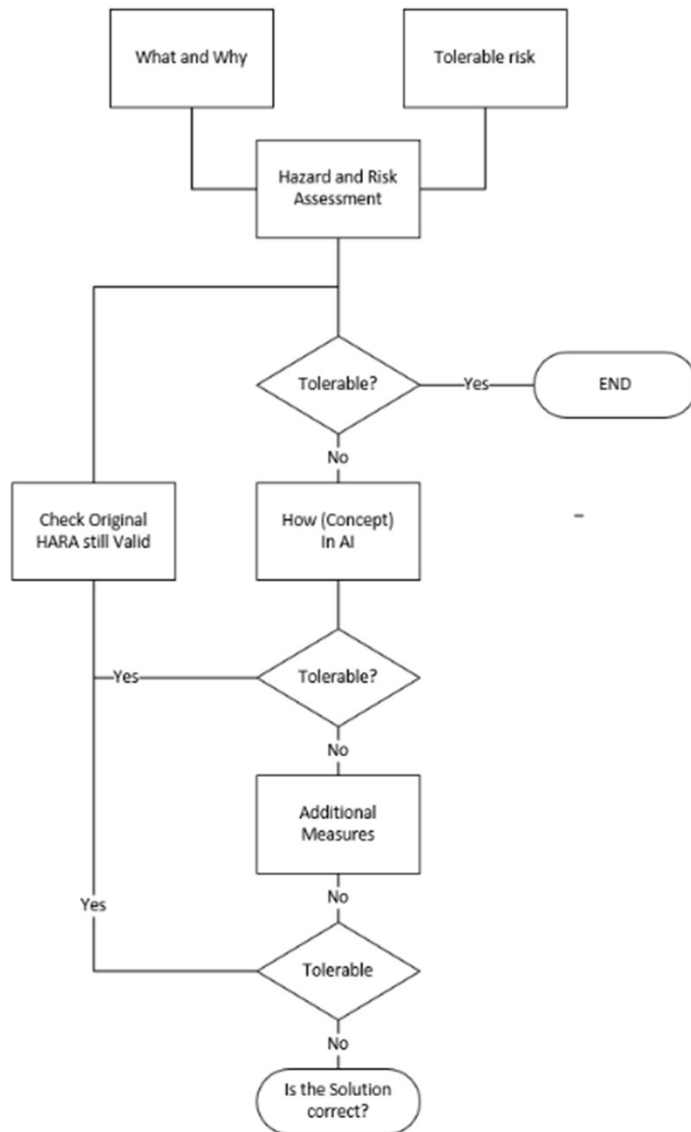 What and Why
Tolerable risk
Hazard and Risk
Assessment
Tolerable?
Yes
END
No
Check Original
HARA still Valid
How (Concept)
In AI
Tolerable?
Yes
No
Additional
Measures
No
Yes
Tolerable
No
Is the Solution
correct?